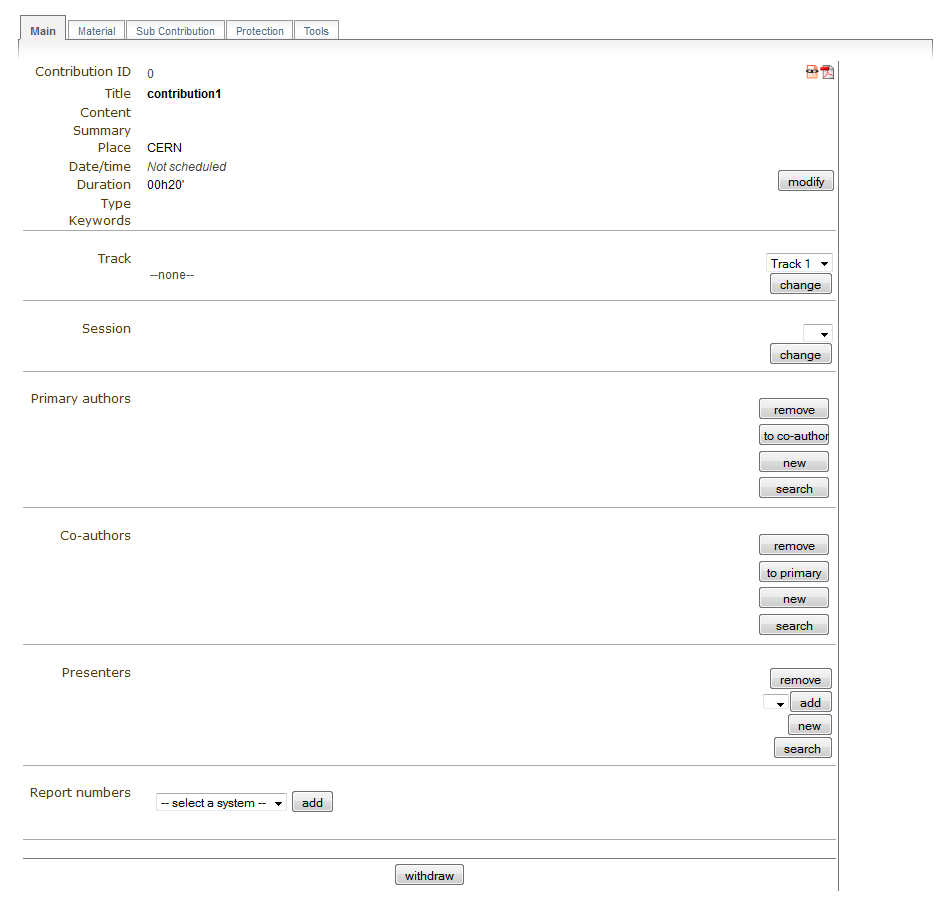 Main Material Sub Contribution Protection Tools
Contribution ID 0
Title contribution1
Content
Summary
Place CERN
Date/time Not scheduled
Duration 00h20'
modify
Type
Keywords
Track
--none--
Track 1
change
Session
change
Primary authors
remove
to co-author
new
search
Co-authors
remove
to primary
new
search
Presenters
remove
add
new
search
Report numbers
-- select a system -- add
withdraw